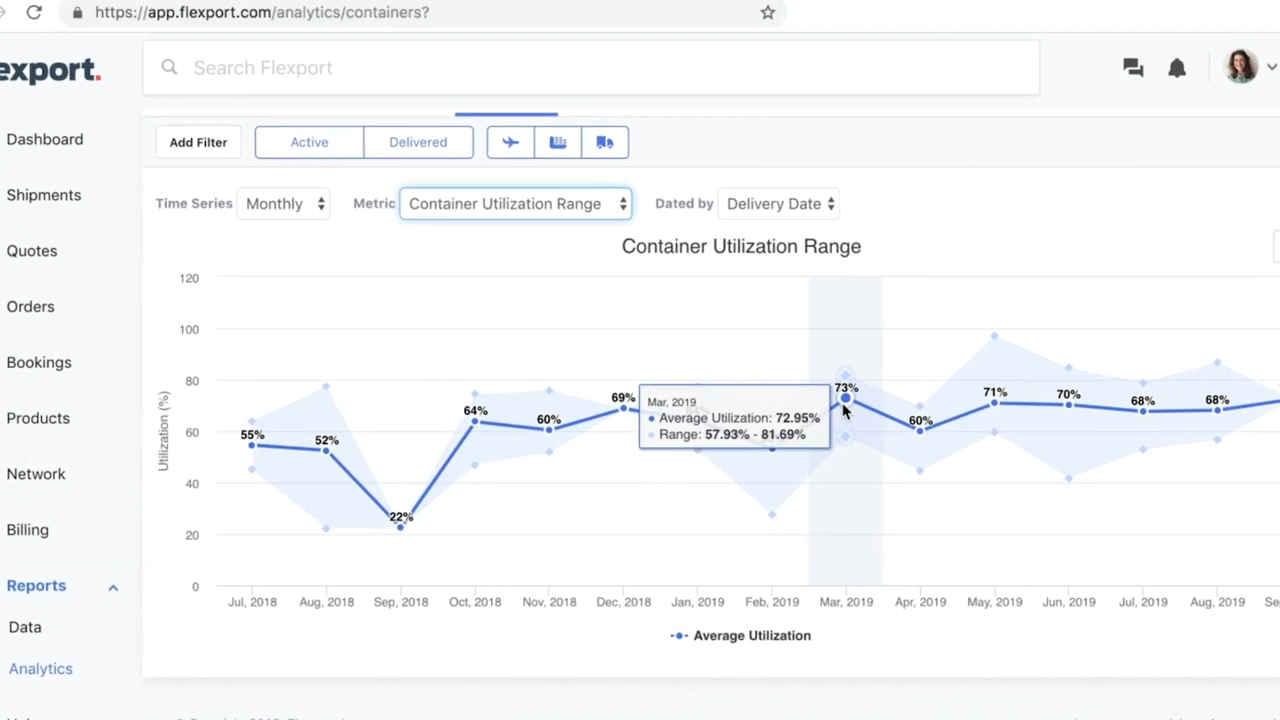 https://app.flexport.com/analytics/containers?
export.
Search Flexport
Dashboard
Shipments
Quotes
Orders
Bookings
Products
Network
Billing
Reports
Data
Analytics
Add Filter
Active
Delivered
Time Series
Monthly
Metric
Container Utilization Range
Dated by
Delivery Date
Container Utilization Range
Utilization (%)
120
100
80
60
40
20
0
55%
52%
22%
64%
60%
69%
73%
60%
71%
70%
68%
68%
Mar, 2019
Average Utilization: 72.95%
Range: 57.93% - 81.69%
Jul, 2018
Aug, 2018
Sep, 2018
Oct, 2018
Nov, 2018
Dec, 2018
Jan, 2019
Feb, 2019
Mar, 2019
Apr, 2019
May, 2019
Jun, 2019
Jul, 2019
Aug, 2019
Se
Average Utilization